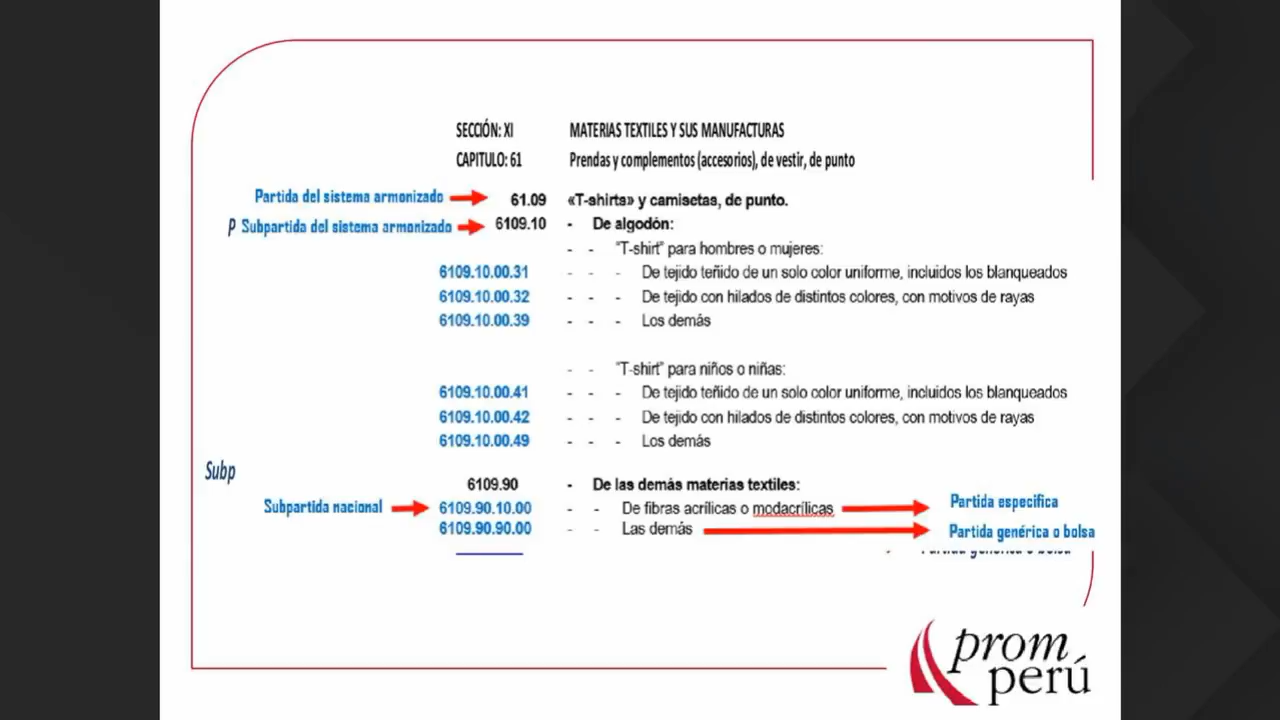 SECCIÓN: XI MATERIAS TEXTILES Y SUS MANUFACTURAS
CAPITULO: 61 Prendas y complementos (accesorios), de vestir, de punto
Partida del sistema armonizado 61.09 «T-shirts» y camisetas, de punto.
P Subpartida del sistema armonizado 6109.10 - De algodón:
- - "T-shirt" para hombres o mujeres:
6109.10.00.31 - - - De tejido teñido de un solo color uniforme, incluidos los blanqueados
6109.10.00.32 - - - De tejido con hilados de distintos colores, con motivos de rayas
6109.10.00.39 - - - Los demás
- - "T-shirt" para niños o niñas:
6109.10.00.41 - - - De tejido teñido de un solo color uniforme, incluidos los blanqueados
6109.10.00.42 - - - De tejido con hilados de distintos colores, con motivos de rayas
6109.10.00.49 - - - Los demás
Subp
6109.90 - De las demás materias textiles:
Subpartida nacional 6109.90.10.00 - - De fibras acrílicas o modacrílicas Partida especifica
6109.90.90.00 - - Las demás Partida genérica o bolsa
Partida genérica o bolsa
prom
perú